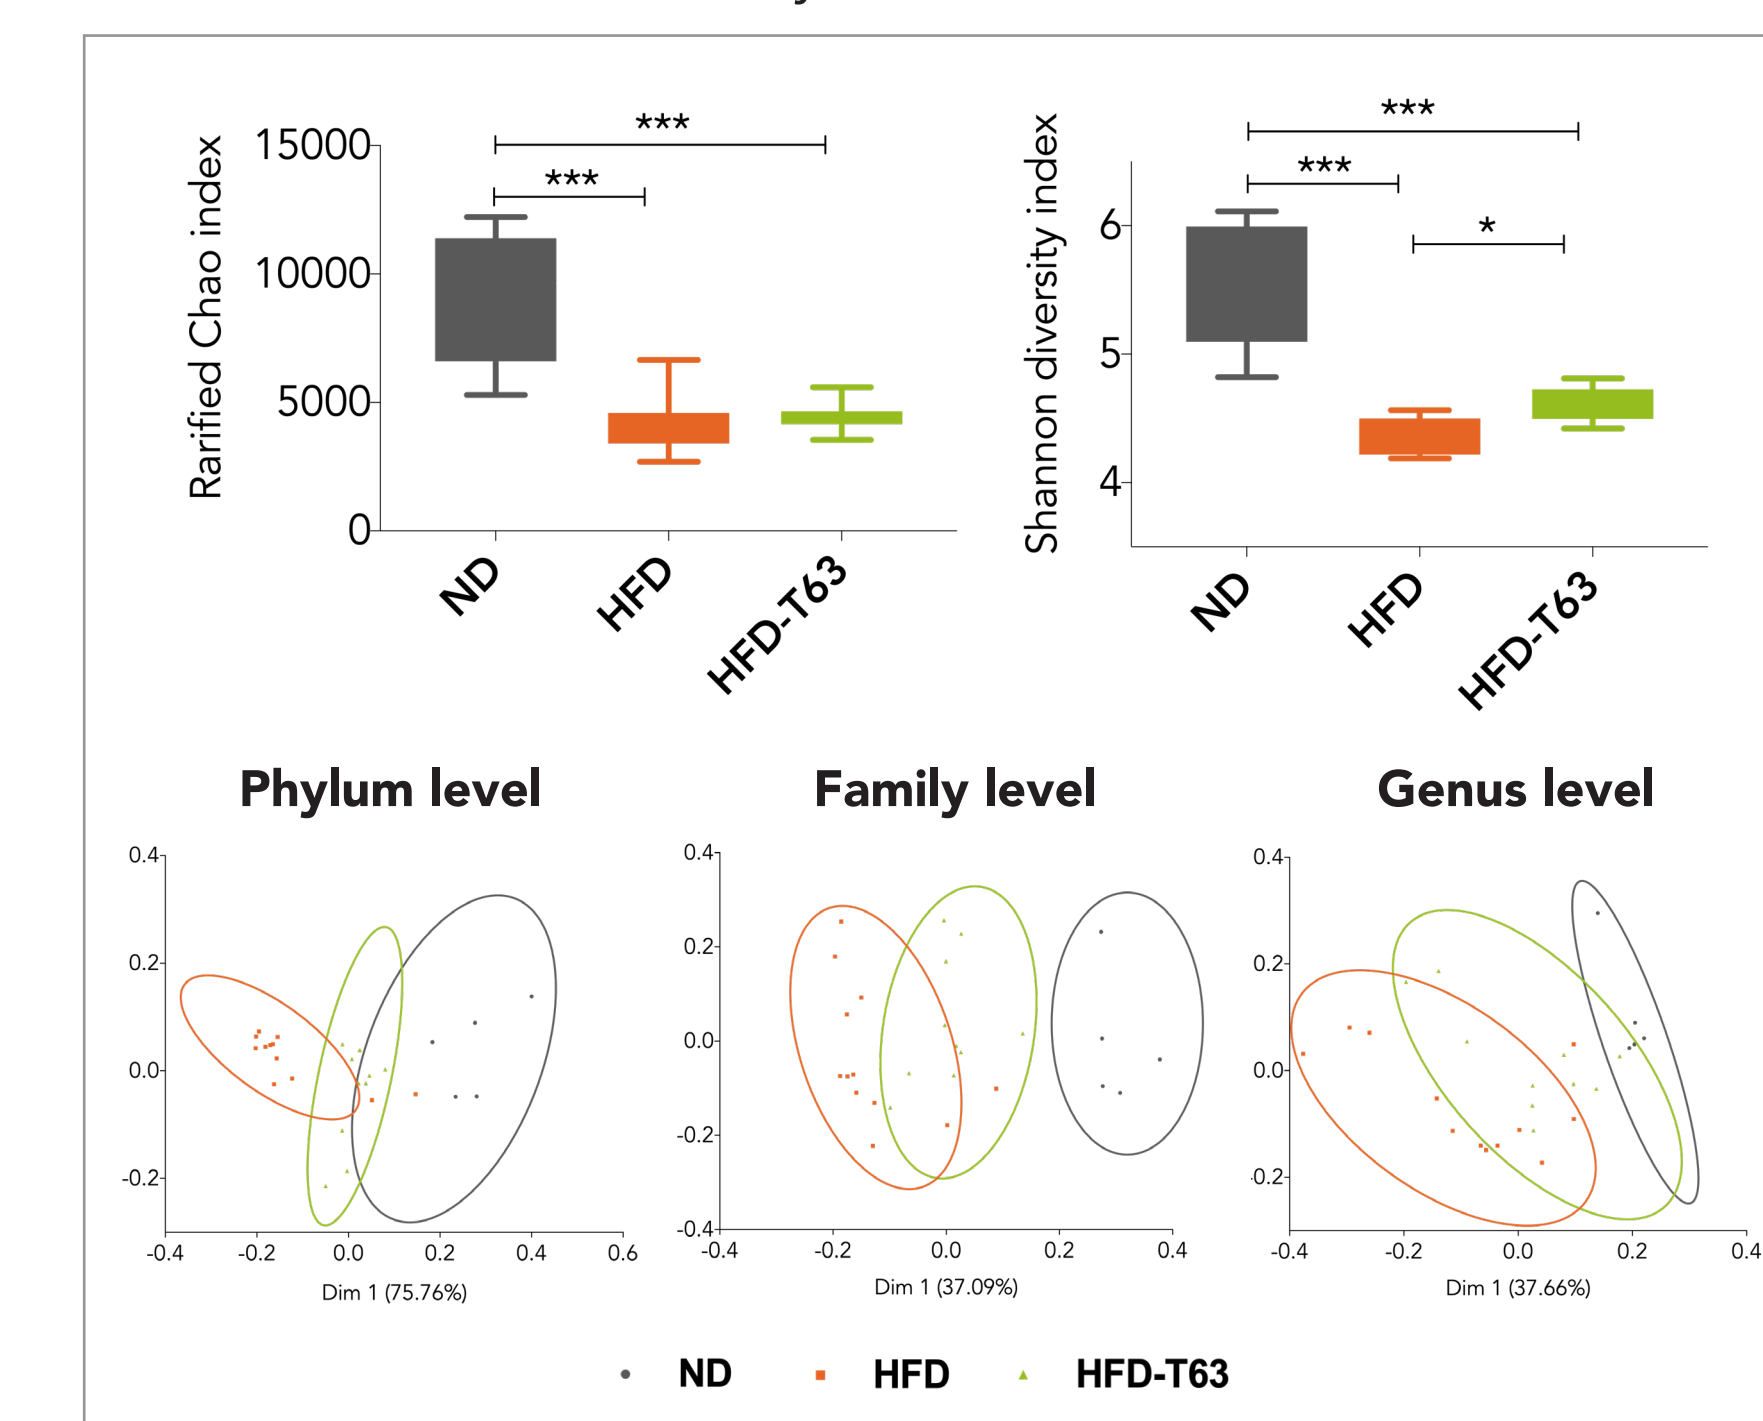 Rarified Chao index
15000
10000
5000
0
***
***
ND
HFD
HFD-T63
Shannon diversity index
6
5
4
***
***
*
ND
HFD
HFD-T63
Phylum level
0.4
0.2
0.0
-0.2
-0.4 -0.2 0.0 0.2 0.4 0.6
Dim 1 (75.76%)
Family level
0.4
0.2
0.0
-0.2
-0.4
-0.4 -0.2 0.0 0.2 0.4
Dim 1 (37.09%)
Genus level
0.4
0.2
0.0
-0.2
-0.4 -0.2 0.0 0.2 0.4
Dim 1 (37.66%)
ND HFD HFD-T63